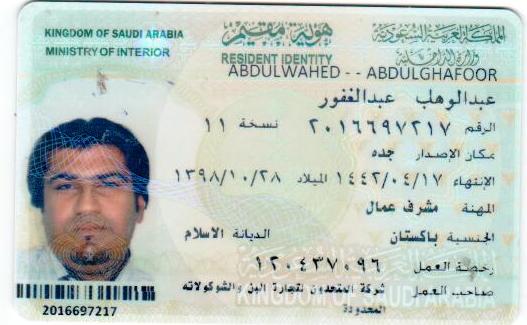 KINGDOM OF SAUDI ARABIA
MINISTRY OF INTERIOR
هوية مقيم
RESIDENT IDENTITY
المملكة العربية السعودية
وزارة الداخلية
ABDULWAHED - - ABDULGHAFOOR
عبدالوهاب عبدالغفور
الرقم ٢٠١٦٦٩٧٢١٧ نسخة ١١
مكان الإصدار جده
الإنتهاء ١٤٤٢/٠٤/١٧ الميلاد ١٣٩٨/١٠/٢٨
المهنة مشرف عمال
الجنسية باكستان الديانة الاسلام
رخصة العمل ١٢٠٤٣٧٠٩٦
صاحب العمل شركة المتحدون لتجارة البن والشوكولاته
المحدودة
KINGDOM OF SAUDI ARABIA
2016697217